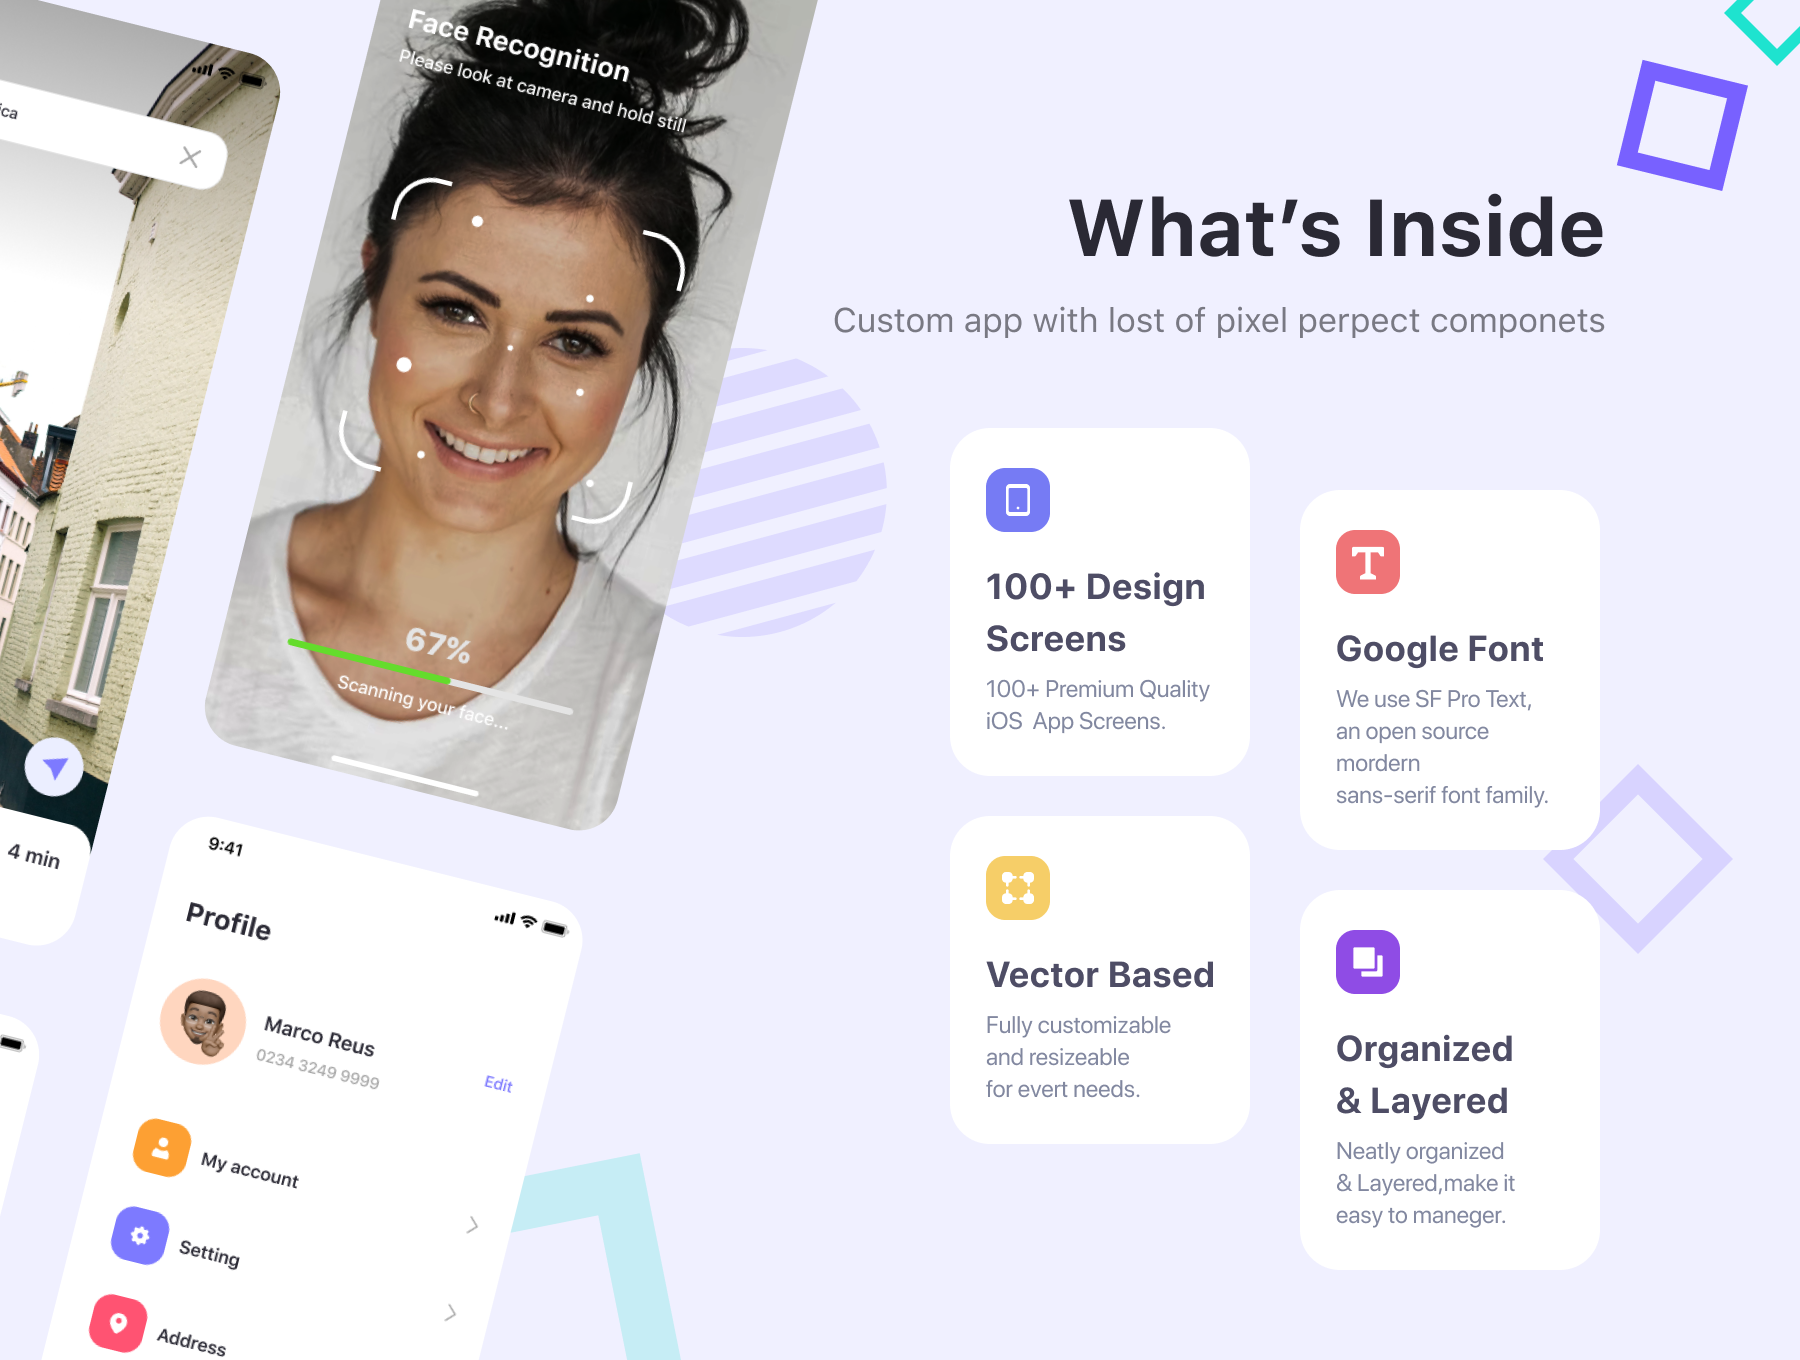 ica
4 min
Face Recognition
Please look at camera and hold still
67%
Scanning your face...
9:41
Profile
Marco Reus
0234 3249 9999
Edit
My account
Setting
Address
What’s Inside
Custom app with lost of pixel perpect componets
100+ Design
Screens
100+ Premium Quality
iOS  App Screens.
Google Font
We use SF Pro Text,
an open source
mordern
sans-serif font family.
Vector Based
Fully customizable
and resizeable
for evert needs.
Organized
& Layered
Neatly organized
& Layered,make it
easy to maneger.